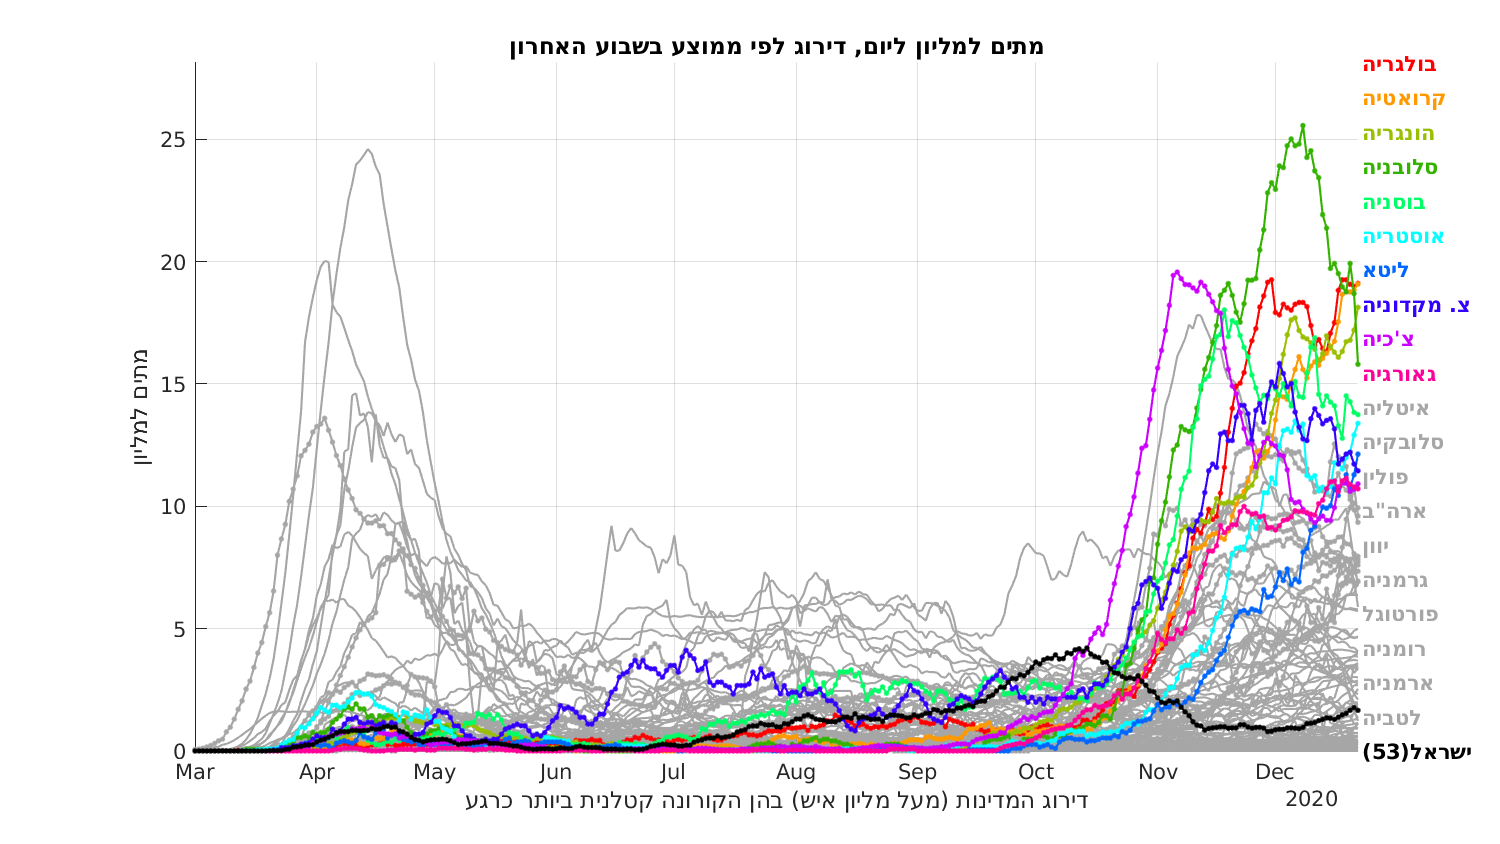 מתים למליון ליום, דירוג לפי ממוצע בשבוע האחרון
בולגריה
קרואטיה
הונגריה
סלובניה
בוסניה
אוסטריה
ליטא
צ. מקדוניה
צ'כיה
גאורגיה
איטליה
סלובקיה
פולין
ארה"ב
יוון
גרמניה
פורטוגל
רומניה
ארמניה
לטביה
ישראל(53)
מתים למליון
25
20
15
10
5
0
Mar Apr May Jun Jul Aug Sep Oct Nov Dec
2020
דירוג המדינות (מעל מליון איש) בהן הקורונה קטלנית ביותר כרגע